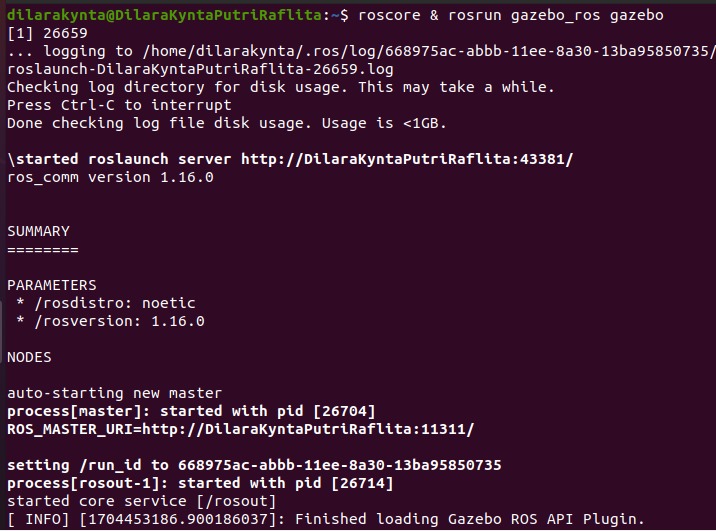 dilarakynta@DilaraKyntaPutriRaflita:~$ roscore & rosrun gazebo_ros gazebo
[1] 26659
... logging to /home/dilarakynta/.ros/log/668975ac-abbb-11ee-8a30-13ba95850735/
roslaunch-DilaraKyntaPutriRaflita-26659.log
Checking log directory for disk usage. This may take a while.
Press Ctrl-C to interrupt
Done checking log file disk usage. Usage is <1GB.
\started roslaunch server http://DilaraKyntaPutriRaflita:43381/
ros_comm version 1.16.0
SUMMARY
========
PARAMETERS
* /rosdistro: noetic
* /rosversion: 1.16.0
NODES
auto-starting new master
process[master]: started with pid [26704]
ROS_MASTER_URI=http://DilaraKyntaPutriRaflita:11311/
setting /run_id to 668975ac-abbb-11ee-8a30-13ba95850735
process[rosout-1]: started with pid [26714]
started core service [/rosout]
[ INFO] [1704453186.900186037]: Finished loading Gazebo ROS API Plugin.